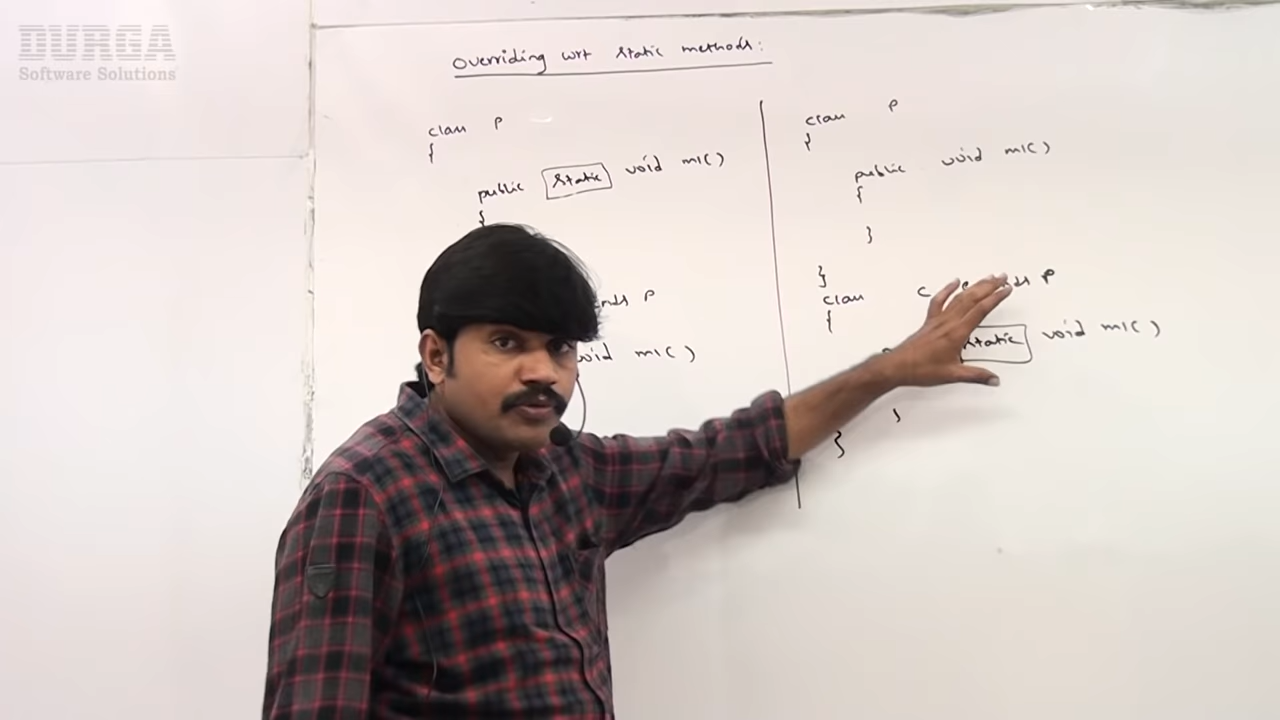 DURGA
Software Solutions
Overriding wrt static methods:
class P
{
public static void m1()
{
P
void m1()
class P
{
public void m1()
{
}
}
class C P
{
static void m1()
}
}